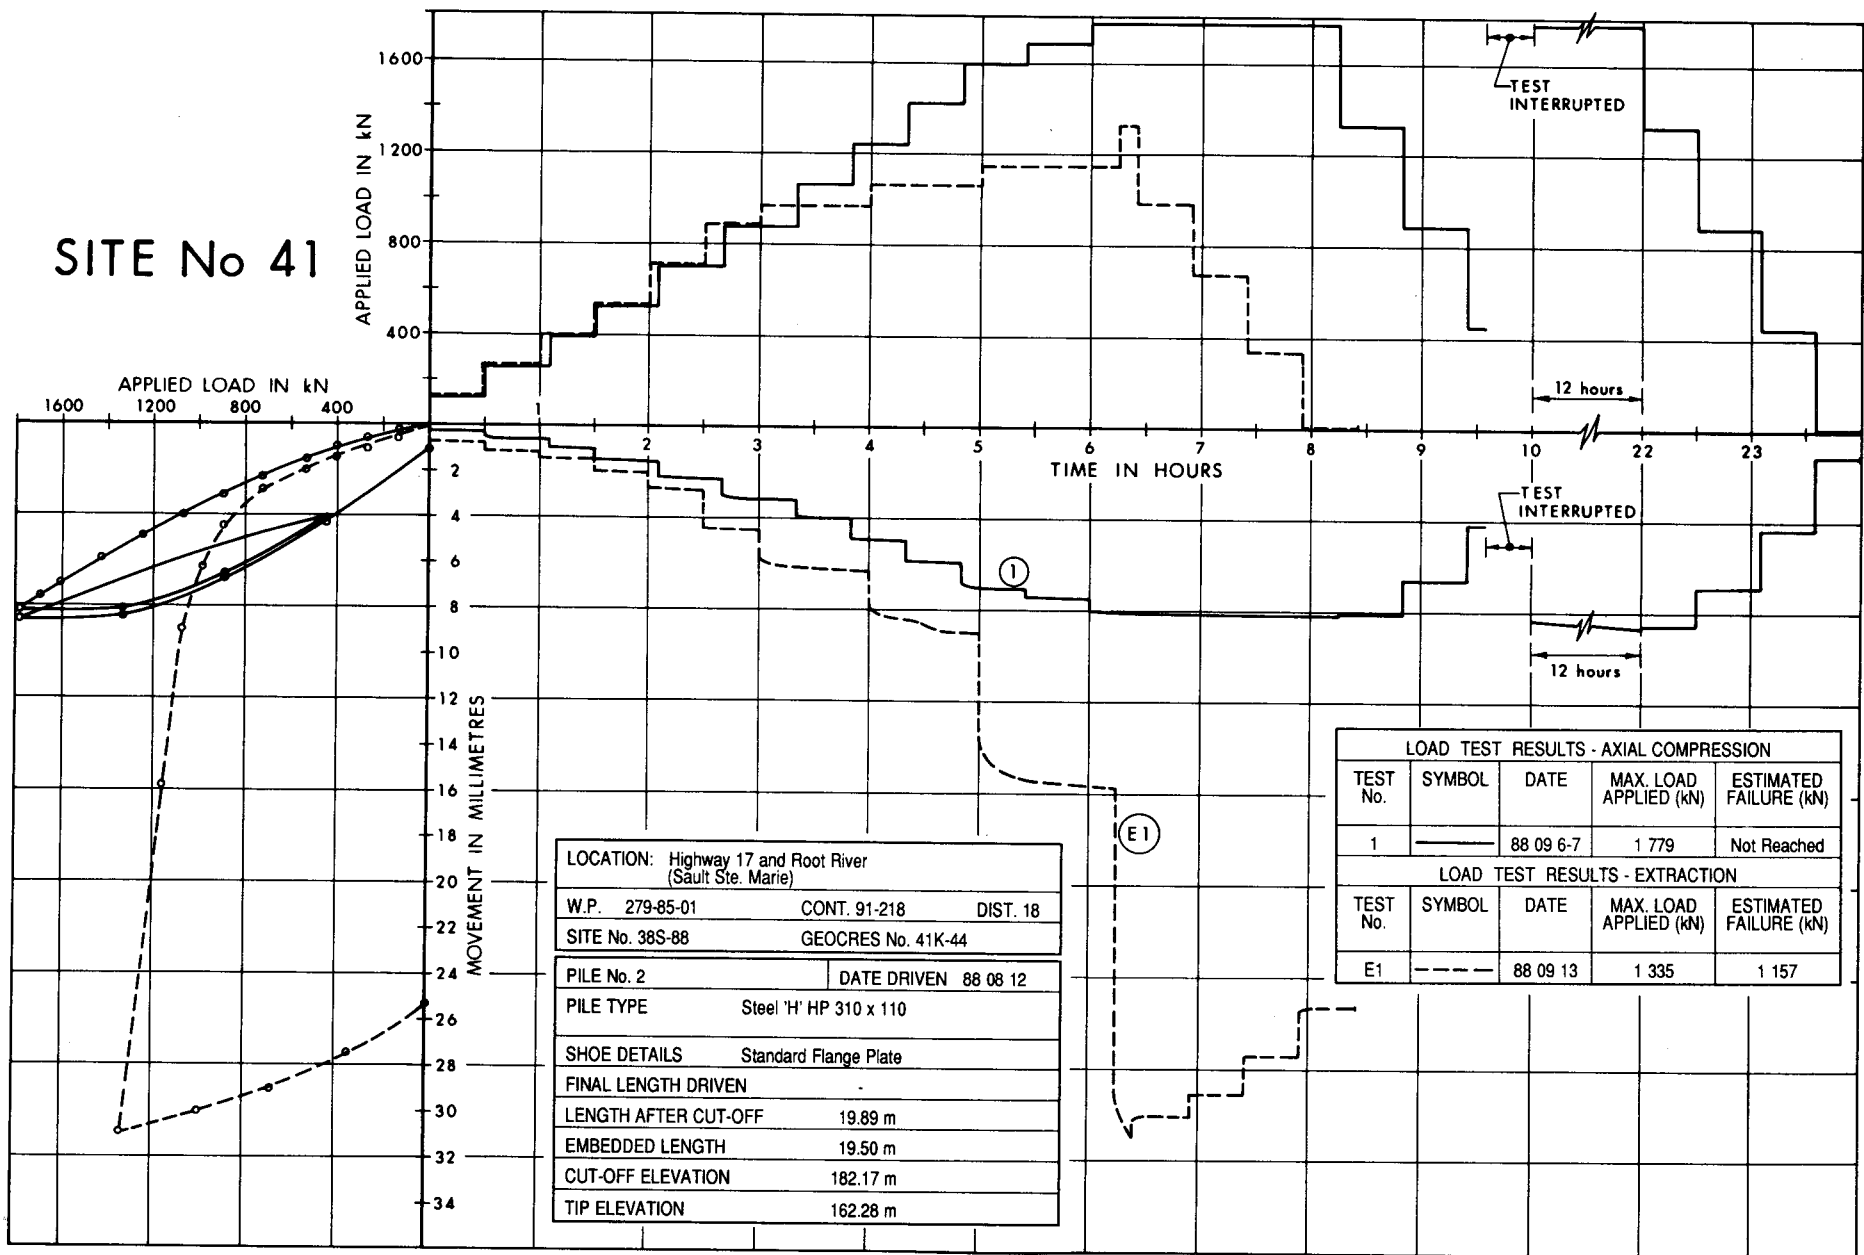 SITE No 41
APPLIED LOAD IN kN
1600
1200
800
400
TEST
INTERRUPTED
12 hours
APPLIED LOAD IN kN
1600 1200 800 400
1 2 3 4 5 6 7 8 9 10 22 23
TIME IN HOURS
TEST
INTERRUPTED
12 hours
MOVEMENT IN MILLIMETRES
2
4
6
8
10
12
14
16
18
20
22
24
26
28
30
32
34
1
E1
LOCATION: Highway 17 and Root River
(Sault Ste. Marie)
W.P. 279-85-01 CONT. 91-218 DIST. 18
SITE No. 38S-88 GEOCRES No. 41K-44
PILE No. 2 DATE DRIVEN 88 08 12
PILE TYPE Steel 'H' HP 310 x 110
SHOE DETAILS Standard Flange Plate
FINAL LENGTH DRIVEN -
LENGTH AFTER CUT-OFF 19.89 m
EMBEDDED LENGTH 19.50 m
CUT-OFF ELEVATION 182.17 m
TIP ELEVATION 162.28 m
LOAD TEST RESULTS - AXIAL COMPRESSION
TEST No. SYMBOL DATE MAX. LOAD APPLIED (kN) ESTIMATED FAILURE (kN)
1 88 09 6-7 1 779 Not Reached
LOAD TEST RESULTS - EXTRACTION
TEST No. SYMBOL DATE MAX. LOAD APPLIED (kN) ESTIMATED FAILURE (kN)
E1 88 09 13 1 335 1 157